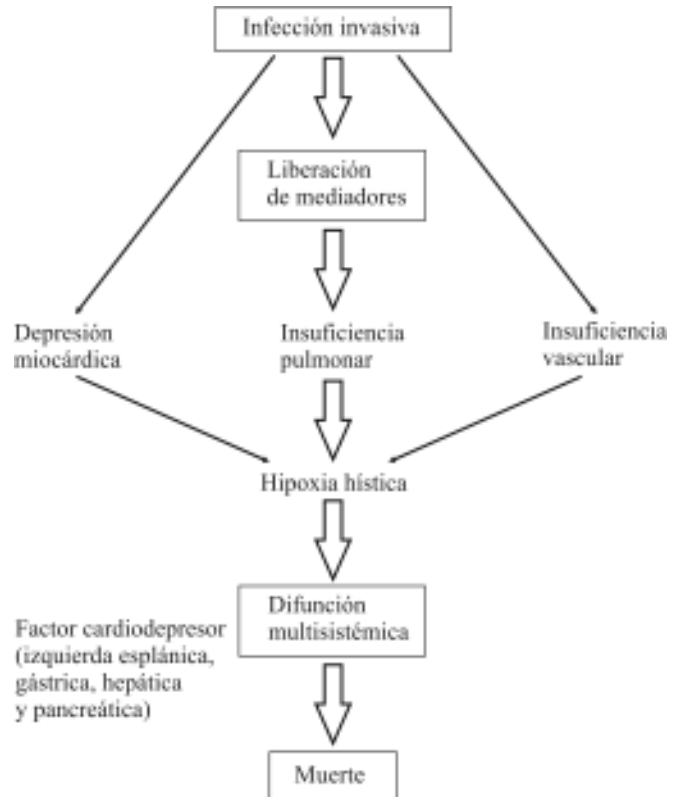 Infección invasiva
Liberación
de mediadores
Depresión
miocárdica
Insuficiencia
pulmonar
Insuficiencia
vascular
Hipoxia hística
Difunción
multisistémica
Factor cardiodepresor
(izquierda esplánica,
gástrica, hepática
y pancreática)
Muerte